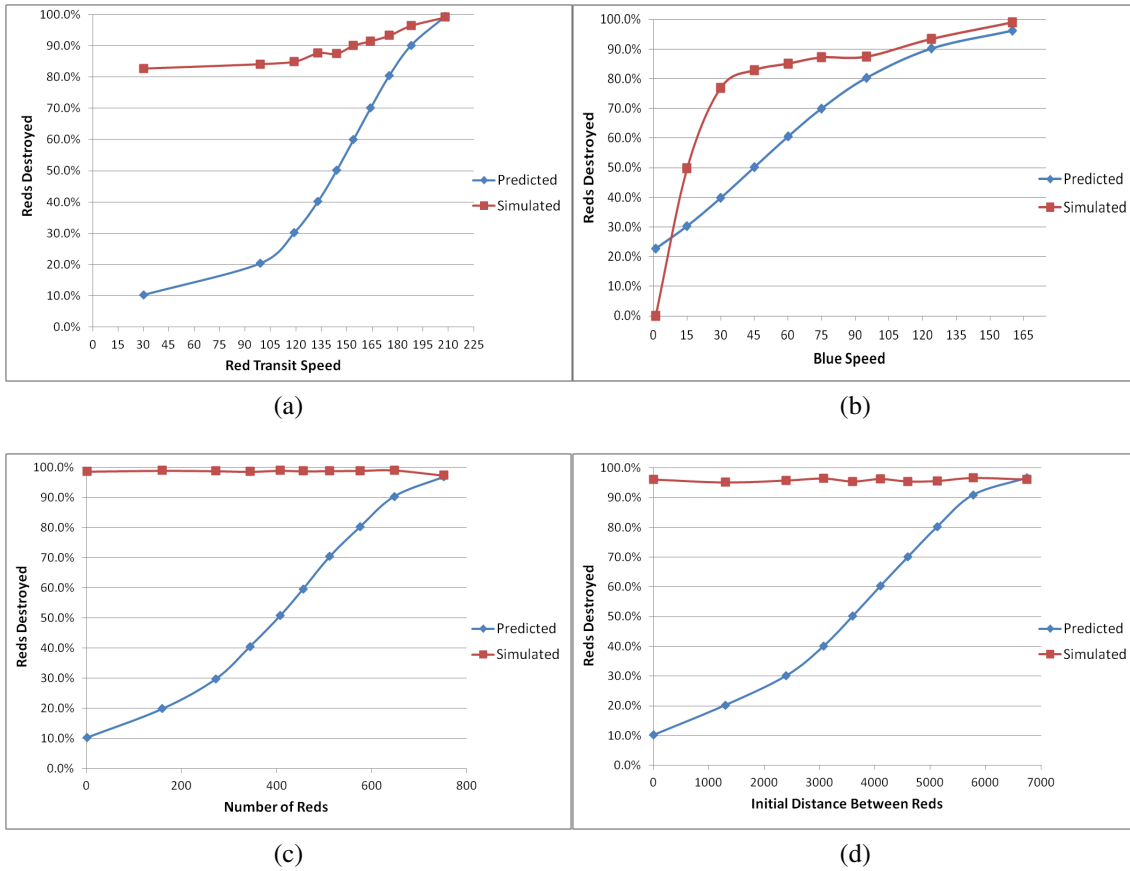 100.0%
90.0%
80.0%
70.0%
60.0%
50.0%
40.0%
30.0%
20.0%
10.0%
0.0%
Reds Destroyed
0 15 30 45 60 75 90 105 120 135 150 165 180 195 210 225
Red Transit Speed
Predicted
Simulated
(a)
100.0%
90.0%
80.0%
70.0%
60.0%
50.0%
40.0%
30.0%
20.0%
10.0%
0.0%
Reds Destroyed
0 15 30 45 60 75 90 105 120 135 150 165
Blue Speed
Predicted
Simulated
(b)
100.0%
90.0%
80.0%
70.0%
60.0%
50.0%
40.0%
30.0%
20.0%
10.0%
0.0%
Reds Destroyed
0 200 400 600 800
Number of Reds
Predicted
Simulated
(c)
100.0%
90.0%
80.0%
70.0%
60.0%
50.0%
40.0%
30.0%
20.0%
10.0%
0.0%
Reds Destroyed
0 1000 2000 3000 4000 5000 6000 7000
Initial Distance Between Reds
Predicted
Simulated
(d)